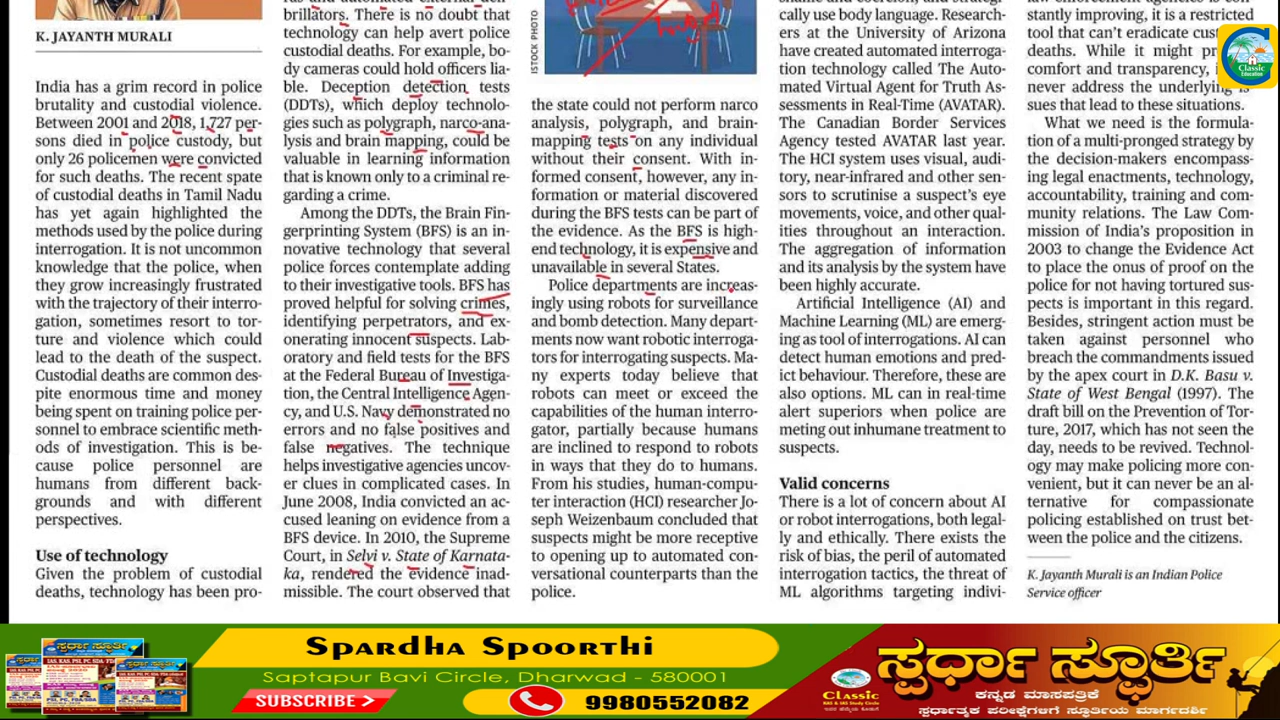 K. JAYANTH MURALI
India has a grim record in police
brutality and custodial violence.
Between 2001 and 2018, 1,727 per-
sons died in police custody, but
only 26 policemen were convicted
for such deaths. The recent spate
of custodial deaths in Tamil Nadu
has yet again highlighted the
methods used by the police during
interrogation. It is not uncommon
knowledge that the police, when
they grow increasingly frustrated
with the trajectory of their interro-
gation, sometimes resort to tor-
ture and violence which could
lead to the death of the suspect.
Custodial deaths are common des-
pite enormous time and money
being spent on training police per-
sonnel to embrace scientific meth-
ods of investigation. This is be-
cause police personnel are
humans from different back-
grounds and with different
perspectives.
Use of technology
Given the problem of custodial
deaths, technology has been pro-
brillators. There is no doubt that
technology can help avert police
custodial deaths. For example, bo-
dy cameras could hold officers lia-
ble. Deception detection tests
(DDTs), which deploy technolo-
gies such as polygraph, narco-ana-
lysis and brain mapping, could be
valuable in learning information
that is known only to a criminal re-
garding a crime.
Among the DDTs, the Brain Fin-
gerprinting System (BFS) is an in-
novative technology that several
police forces contemplate adding
to their investigative tools. BFS has
proved helpful for solving crimes,
identifying perpetrators, and ex-
onerating innocent suspects. Lab-
oratory and field tests for the BFS
at the Federal Bureau of Investiga-
tion, the Central Intelligence Agen-
cy, and U.S. Navy demonstrated no
errors and no false positives and
false negatives. The technique
helps investigative agencies uncov-
er clues in complicated cases. In
June 2008, India convicted an ac-
cused leaning on evidence from a
BFS device. In 2010, the Supreme
Court, in Selvi v. State of Karnata-
ka, rendered the evidence inad-
missible. The court observed that
ISTOCK PHOTO
the state could not perform narco
analysis, polygraph, and brain-
mapping tests on any individual
without their consent. With in-
formed consent, however, any in-
formation or material discovered
during the BFS tests can be part of
the evidence. As the BFS is high-
end technology, it is expensive and
unavailable in several States.
Police departments are increas-
ingly using robots for surveillance
and bomb detection. Many depart-
ments now want robotic interroga-
tors for interrogating suspects. Ma-
ny experts today believe that
robots can meet or exceed the
capabilities of the human interro-
gator, partially because humans
are inclined to respond to robots
in ways that they do to humans.
From his studies, human-compu-
ter interaction (HCI) researcher Jo-
seph Weizenbaum concluded that
suspects might be more receptive
to opening up to automated con-
versational counterparts than the
police.
cally use body language. Research-
ers at the University of Arizona
have created automated interroga-
tion technology called The Auto-
mated Virtual Agent for Truth As-
sessments in Real-Time (AVATAR).
The Canadian Border Services
Agency tested AVATAR last year.
The HCI system uses visual, audi-
tory, near-infrared and other sen-
sors to scrutinise a suspect's eye
movements, voice, and other qual-
ities throughout an interaction.
The aggregation of information
and its analysis by the system have
been highly accurate.
Artificial Intelligence (AI) and
Machine Learning (ML) are emerg-
ing as tool of interrogations. AI can
detect human emotions and pred-
ict behaviour. Therefore, these are
also options. ML can in real-time
alert superiors when police are
meting out inhumane treatment to
suspects.
Valid concerns
There is a lot of concern about AI
or robot interrogations, both legal-
ly and ethically. There exists the
risk of bias, the peril of automated
interrogation tactics, the threat of
ML algorithms targeting indivi-
stantly improving, it is a restricted
tool that can't eradicate
deaths. While it might
comfort and transparency,
never address the underlying
sues that lead to these situations.
What we need is the formula-
tion of a multi-pronged strategy by
the decision-makers encompass-
ing legal enactments, technology,
accountability, training and com-
munity relations. The Law Com-
mission of India's proposition in
2003 to change the Evidence Act
to place the onus of proof on the
police for not having tortured sus-
pects is important in this regard.
Besides, stringent action must be
taken against personnel who
breach the commandments issued
by the apex court in D.K. Basu v.
State of West Bengal (1997). The
draft bill on the Prevention of Tor-
ture, 2017, which has not seen the
day, needs to be revived. Technol-
ogy may make policing more con-
venient, but it can never be an al-
ternative for compassionate
policing established on trust bet-
ween the police and the citizens.
K. Jayanth Murali is an Indian Police
Service officer
Classic
Education
Spardha Spoorthi
Saptapur Bavi Circle, Dharwad - 580001
SUBSCRIBE
9980552082
Classic
ಸ್ಪರ್ಧಾ ಸ್ಫೂರ್ತಿ
ಕನ್ನಡ ಮಾಸಪತ್ರಿಕೆ
ಸ್ಪರ್ಧಾತ್ಮಕ ಪರೀಕ್ಷೆಗಳಿಗೆ ಸ್ಫೂರ್ತಿಯ ಮಾರ್ಗದರ್ಶಿ